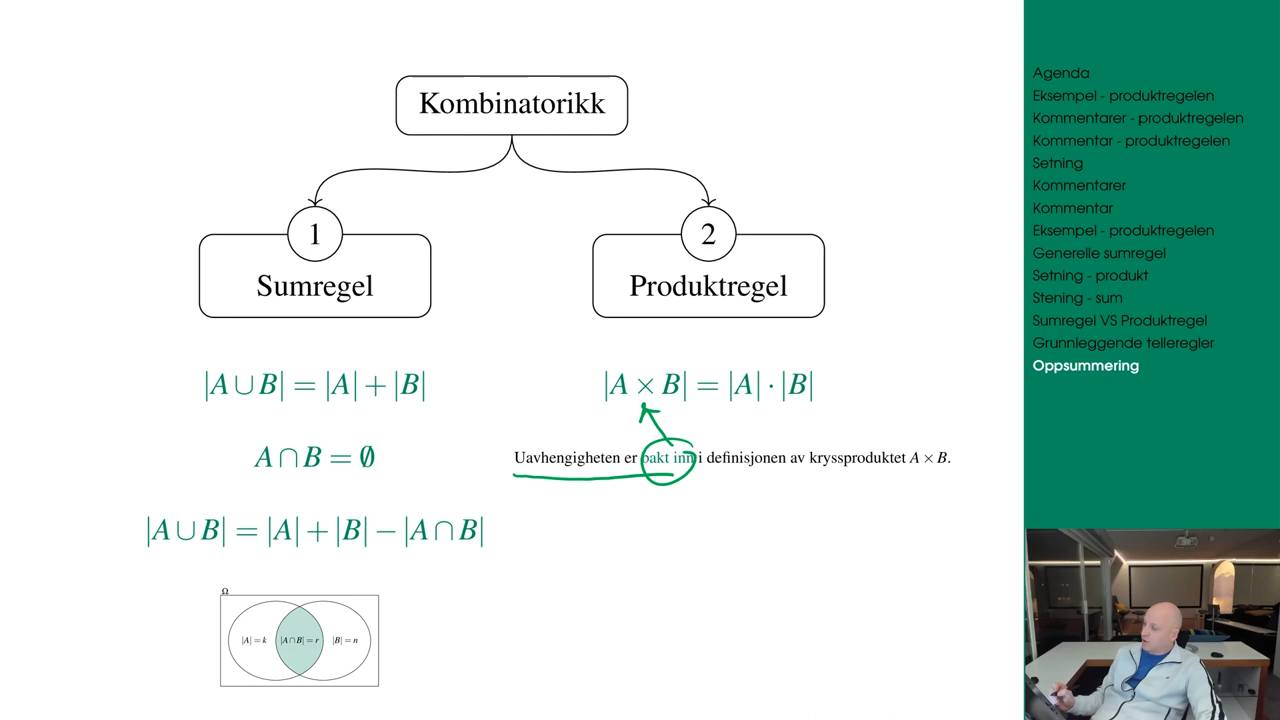 Kombinatorikk
1
Sumregel
2
Produktregel
|A ∪ B| = |A| + |B|
A ∩ B = ∅
|A ∪ B| = |A| + |B| − |A ∩ B|
Ω
|A| = k
|A ∩ B| = r
|B| = n
|A × B| = |A| · |B|
Uavhengigheten er bakt inn i definisjonen av kryssproduktet A × B.
Agenda
Eksempel - produktregelen
Kommentarer - produktregelen
Kommentar - produktregelen
Setning
Kommentarer
Kommentar
Eksempel - produktregelen
Generelle sumregel
Setning - produkt
Stening - sum
Sumregel VS Produktregel
Grunnleggende telleregler
Oppsummering